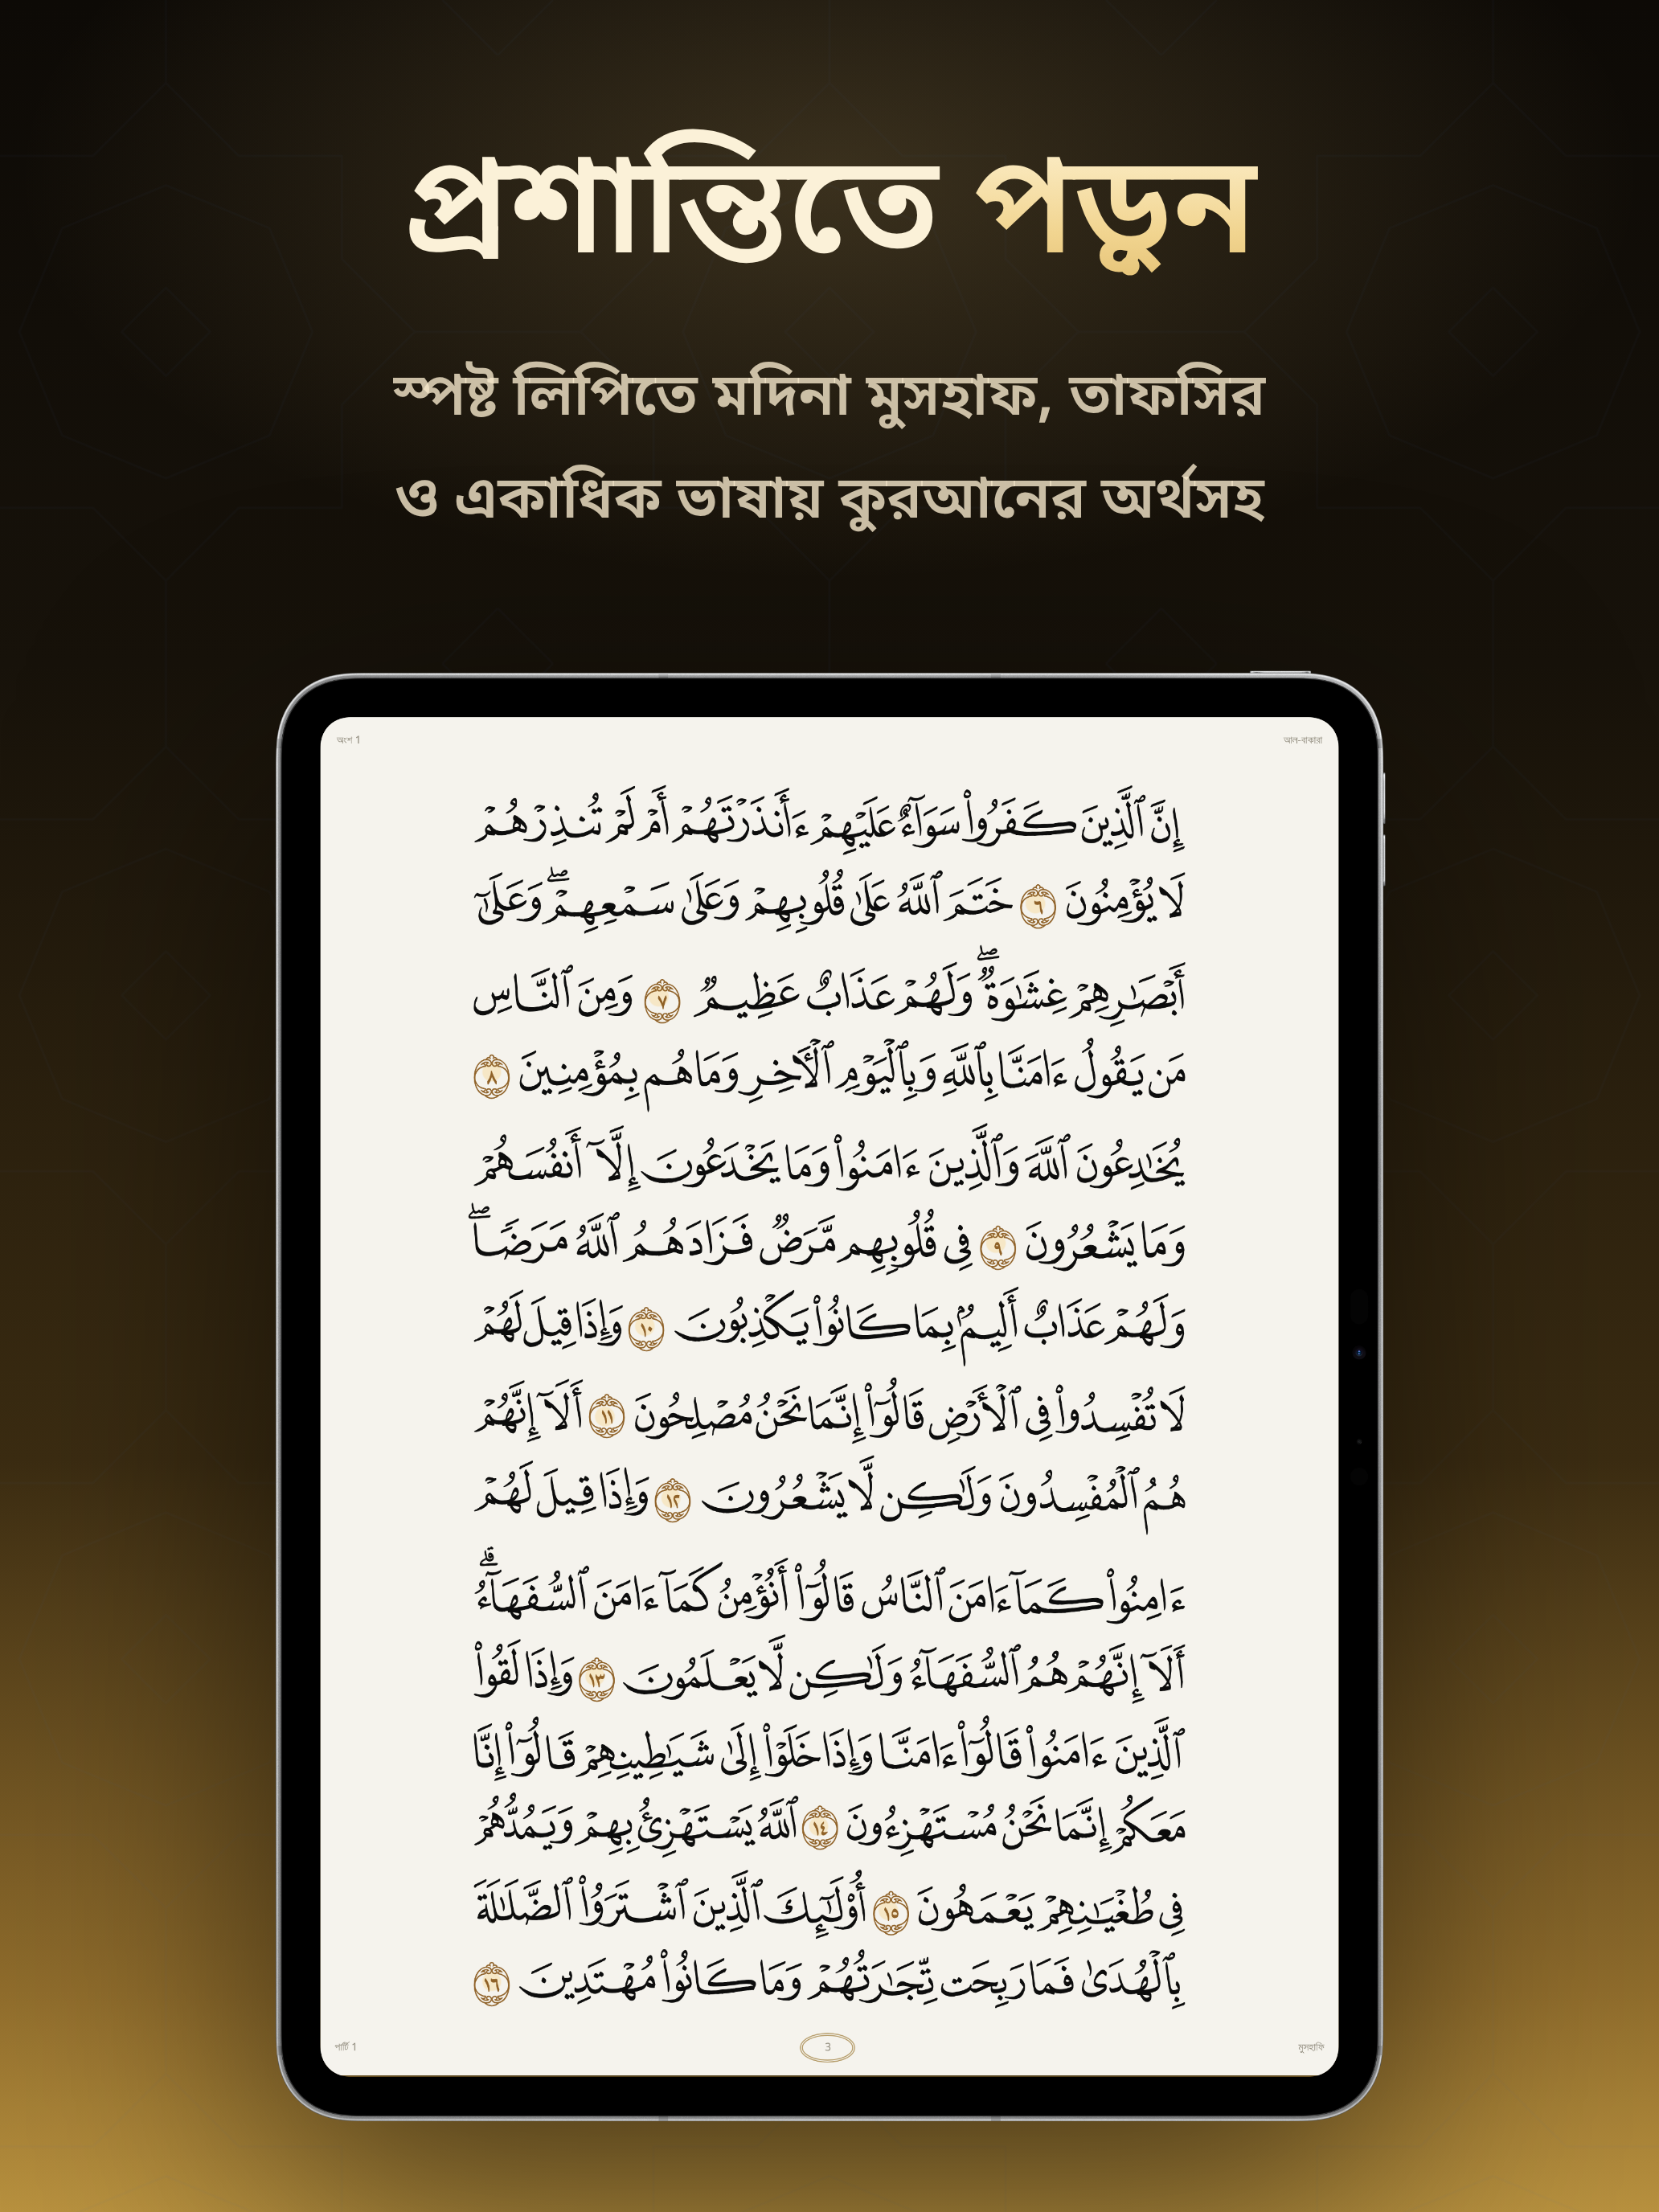 প্রশান্তিতে পড়ুন
স্পষ্ট লিপিতে মদিনা মুসহাফ, তাফসির
ও একাধিক ভাষায় কুরআনের অর্থসহ
অংশ 1
আল-বাকারা
إِنَّ ٱلَّذِينَ كَفَرُوا۟ سَوَآءٌ عَلَيْهِمْ ءَأَنذَرْتَهُمْ أَمْ لَمْ تُنذِرْهُمْ
لَا يُؤْمِنُونَ ٦ خَتَمَ ٱللَّهُ عَلَىٰ قُلُوبِهِمْ وَعَلَىٰ سَمْعِهِمْ ۖ وَعَلَىٰٓ
أَبْصَـٰرِهِمْ غِشَـٰوَةٌ ۖ وَلَهُمْ عَذَابٌ عَظِيمٌ ٧ وَمِنَ ٱلنَّاسِ
مَن يَقُولُ ءَامَنَّا بِٱللَّهِ وَبِٱلْيَوْمِ ٱلْـَٔاخِرِ وَمَا هُم بِمُؤْمِنِينَ ٨
يُخَـٰدِعُونَ ٱللَّهَ وَٱلَّذِينَ ءَامَنُوا۟ وَمَا يَخْدَعُونَ إِلَّآ أَنفُسَهُمْ
وَمَا يَشْعُرُونَ ٩ فِى قُلُوبِهِم مَّرَضٌ فَزَادَهُمُ ٱللَّهُ مَرَضًا ۖ
وَلَهُمْ عَذَابٌ أَلِيمٌۢ بِمَا كَانُوا۟ يَكْذِبُونَ ١٠ وَإِذَا قِيلَ لَهُمْ
لَا تُفْسِدُوا۟ فِى ٱلْأَرْضِ قَالُوٓا۟ إِنَّمَا نَحْنُ مُصْلِحُونَ ١١ أَلَآ إِنَّهُمْ
هُمُ ٱلْمُفْسِدُونَ وَلَـٰكِن لَّا يَشْعُرُونَ ١٢ وَإِذَا قِيلَ لَهُمْ
ءَامِنُوا۟ كَمَآ ءَامَنَ ٱلنَّاسُ قَالُوٓا۟ أَنُؤْمِنُ كَمَآ ءَامَنَ ٱلسُّفَهَآءُ ۗ
أَلَآ إِنَّهُمْ هُمُ ٱلسُّفَهَآءُ وَلَـٰكِن لَّا يَعْلَمُونَ ١٣ وَإِذَا لَقُوا۟
ٱلَّذِينَ ءَامَنُوا۟ قَالُوٓا۟ ءَامَنَّا وَإِذَا خَلَوْا۟ إِلَىٰ شَيَـٰطِينِهِمْ قَالُوٓا۟ إِنَّا
مَعَكُمْ إِنَّمَا نَحْنُ مُسْتَهْزِءُونَ ١٤ ٱللَّهُ يَسْتَهْزِئُ بِهِمْ وَيَمُدُّهُمْ
فِى طُغْيَـٰنِهِمْ يَعْمَهُونَ ١٥ أُو۟لَـٰٓئِكَ ٱلَّذِينَ ٱشْتَرَوُا۟ ٱلضَّلَـٰلَةَ
بِٱلْهُدَىٰ فَمَا رَبِحَت تِّجَـٰرَتُهُمْ وَمَا كَانُوا۟ مُهْتَدِينَ ١٦
পার্টি 1
3
মুসহাফি